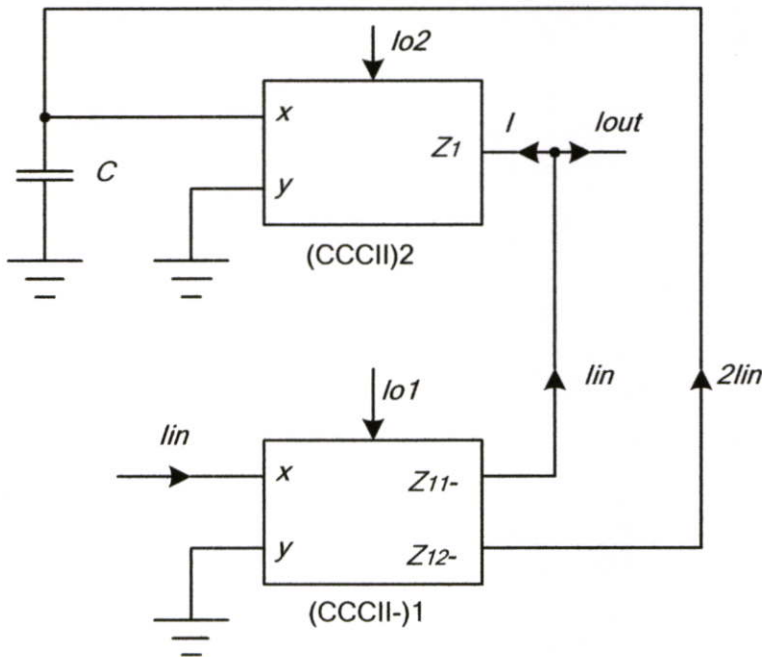 Io2
x
Z1
I
Iout
C
y
(CCCII)2
Io1
Iin
2Iin
Iin
x
Z11-
y
Z12-
(CCCII-)1